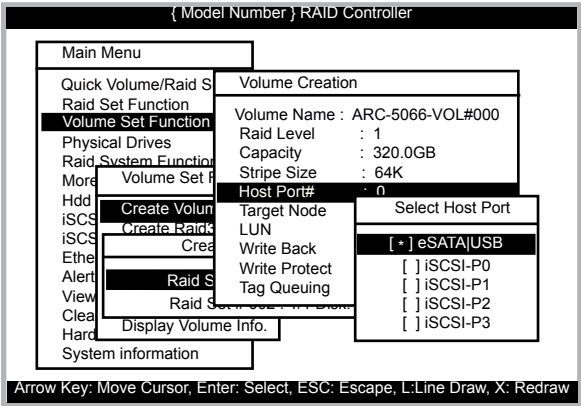 { Model Number } RAID Controller
Main Menu
Quick Volume/Raid S
Raid Set Function
Volume Set Function
Physical Drives
Raid System Function
More
Hdd
iSCS
iSCS
Ethe
Alert
View
Clea
Hard
System information
Volume Set F
Create Volum
Create Raid3
Display Volume Info.
Crea
Raid S
Raid
Volume Creation
Volume Name : ARC-5066-VOL#000
Raid Level : 1
Capacity : 320.0GB
Stripe Size : 64K
Host Port# : 0
Target Node
LUN
Write Back
Write Protect
Tag Queuing
Select Host Port
[ * ] eSATA|USB
[ ] iSCSI-P0
[ ] iSCSI-P1
[ ] iSCSI-P2
[ ] iSCSI-P3
Arrow Key: Move Cursor, Enter: Select, ESC: Escape, L:Line Draw, X: Redraw